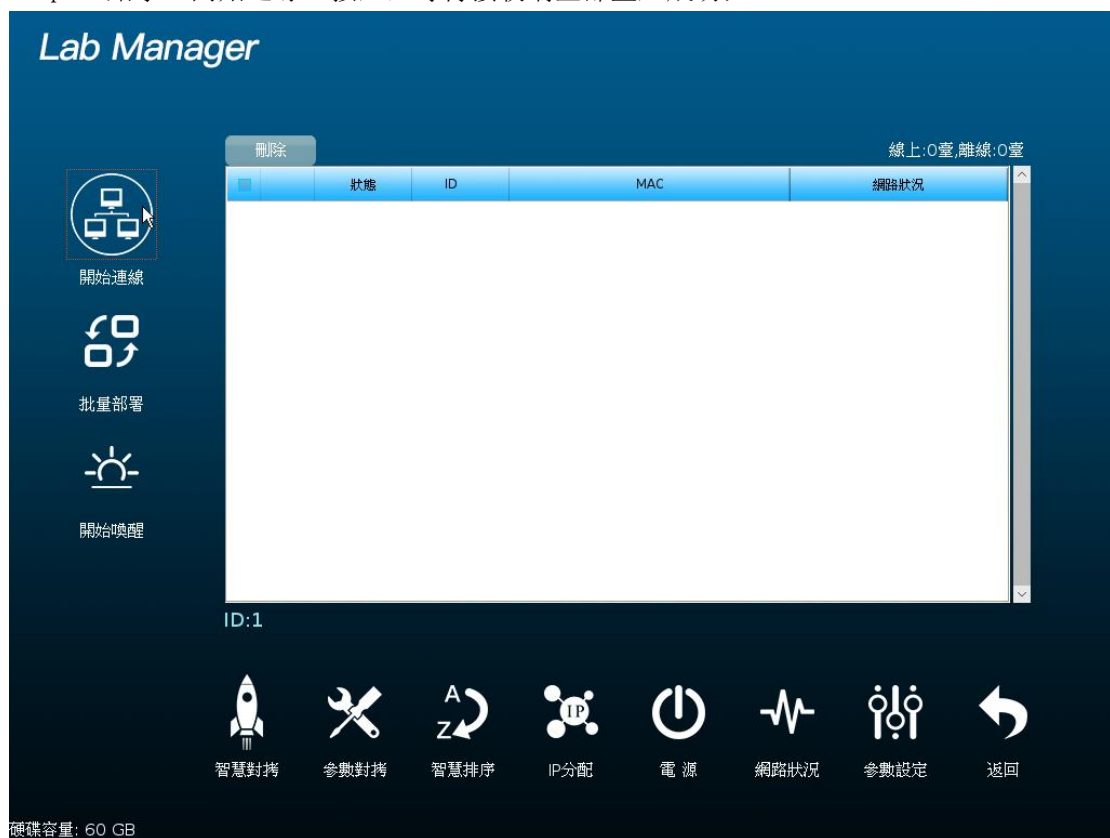 Lab Manager
刪除
線上:0臺,離線:0臺
狀態 ID MAC 網路狀況
開始連線
批量部署
開始喚醒
ID:1
A
Z
IP
智慧對拷 參數對拷 智慧排序 IP分配 電 源 網路狀況 參數設定 返回
硬碟容量: 60 GB